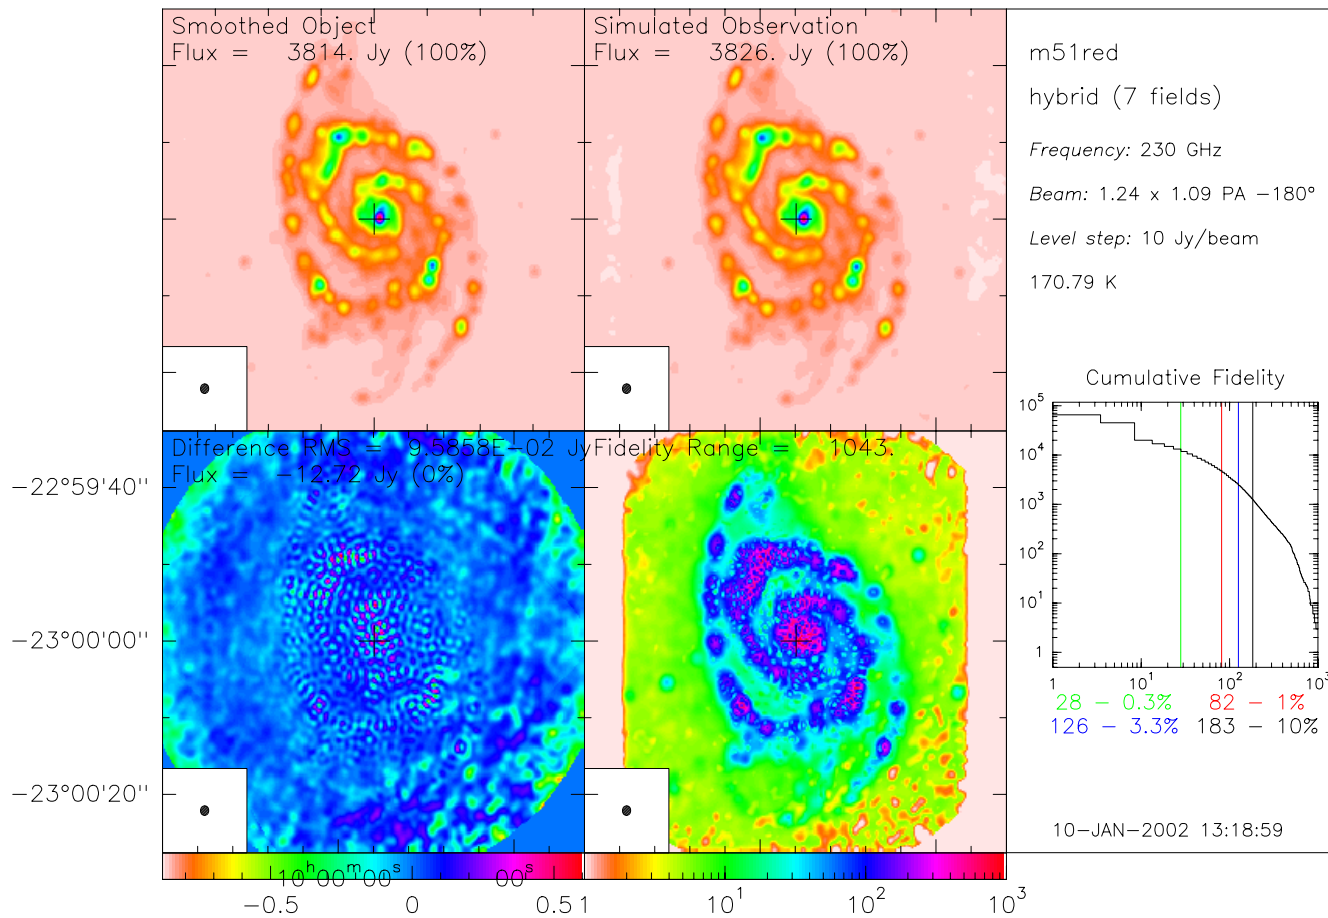 Smoothed Object
Flux = 3814. Jy (100%)
Simulated Observation
Flux = 3826. Jy (100%)
m51red
hybrid (7 fields)
Frequency: 230 GHz
Beam: 1.24 x 1.09 PA −180°
Level step: 10 Jy/beam
170.79 K
Difference RMS = 9.5858E−02 Jy
Flux = −12.72 Jy (0%)
Fidelity Range = 1043.
−22°59'40''
−23°00'00''
−23°00'20''
10h00m00s 00s
−0.5 0 0.5
1 10^1 10^2 10^3
Cumulative Fidelity
10^5
10^4
10^3
10^2
10^1
1
1 10^1 10^2 10^3
28 − 0.3% 82 − 1%
126 − 3.3% 183 − 10%
10−JAN−2002 13:18:59